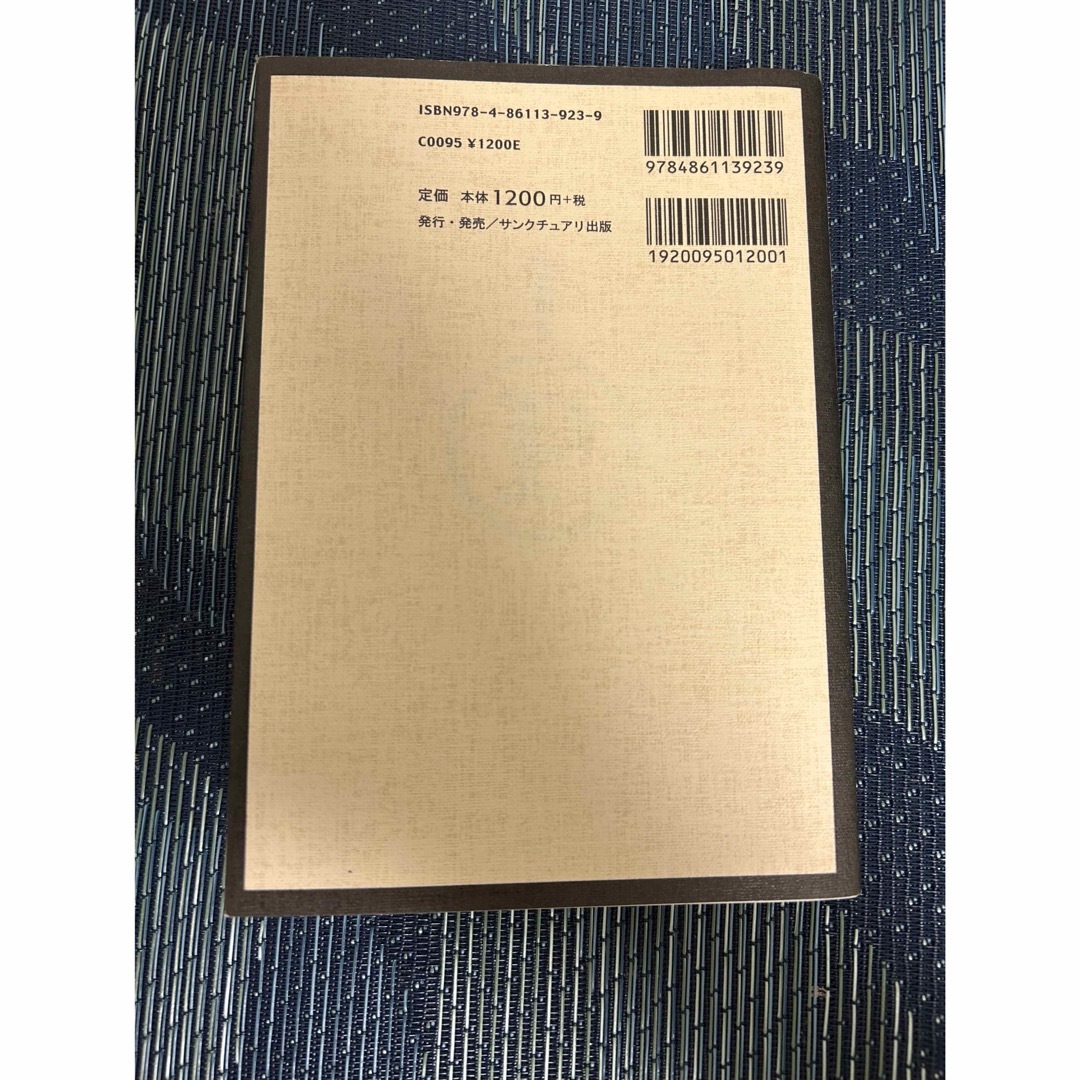 ISBN978-4-86113-923-9
C0095 ¥1200E
定価 本体1200円+税
発行・発売／サンクチュアリ出版
9784861139239
1920095012001